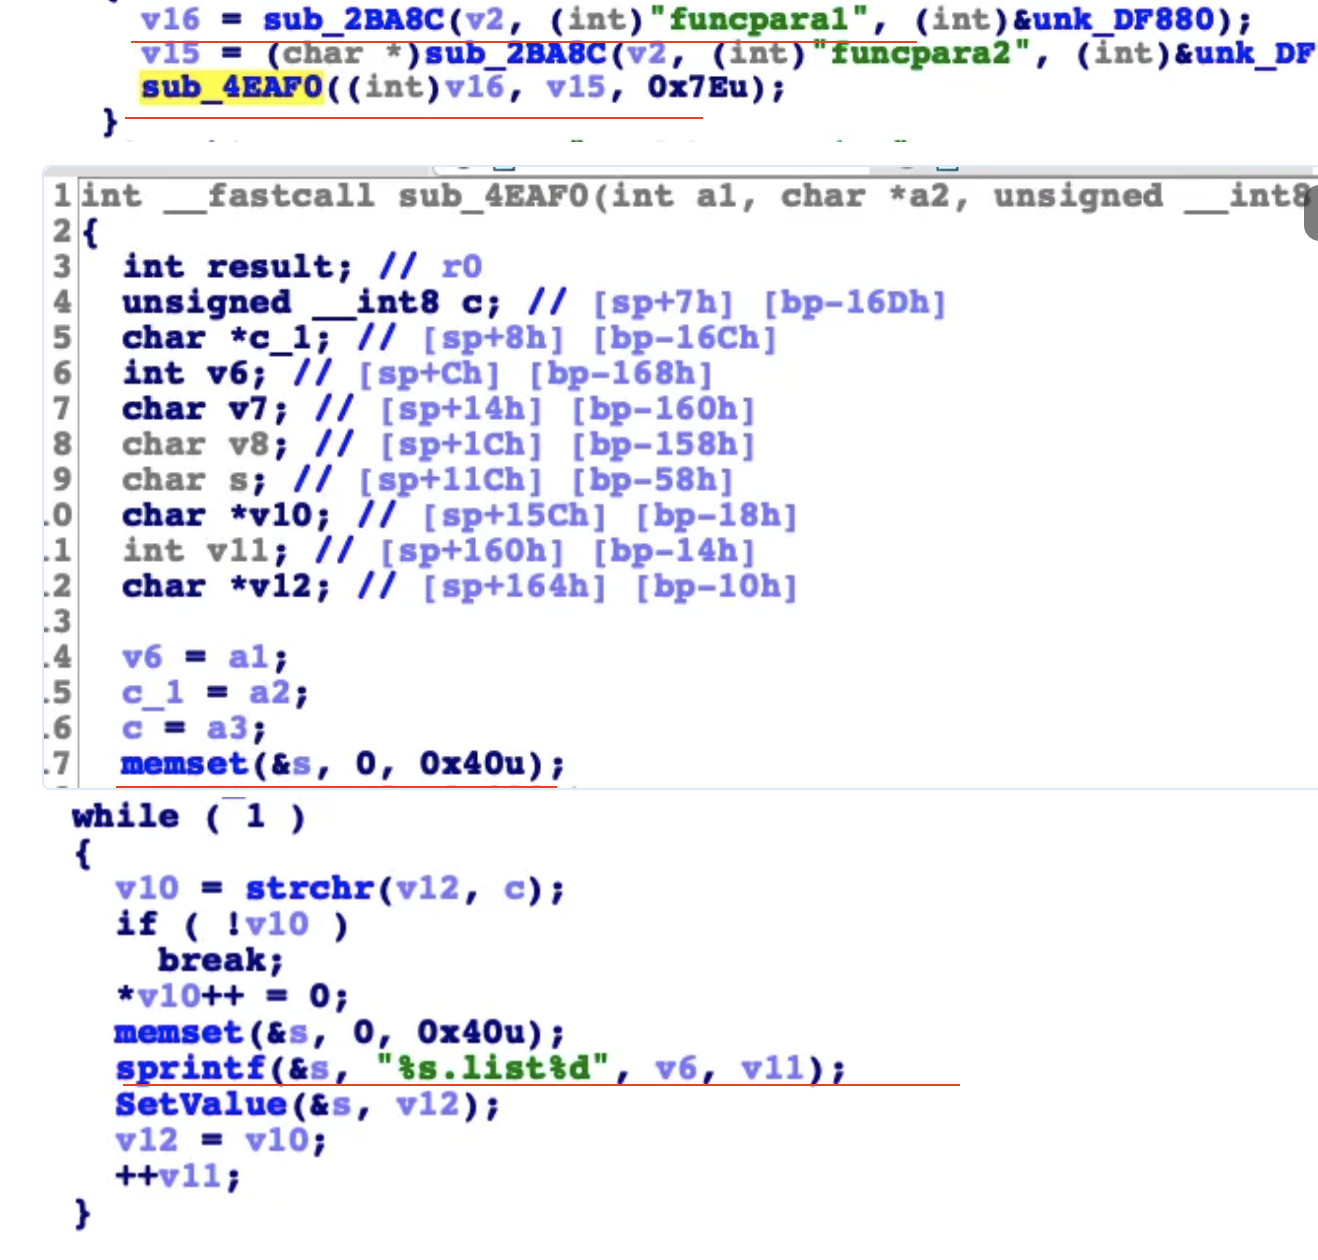 v16 = sub_2BA8C(v2, (int)"funcpara1", (int)&unk_DF880);
v15 = (char *)sub_2BA8C(v2, (int)"funcpara2", (int)&unk_DF
sub_4EAF0((int)v16, v15, 0x7Eu);
}
1 int __fastcall sub_4EAF0(int a1, char *a2, unsigned __int8
2 {
3 int result; // r0
4 unsigned __int8 c; // [sp+7h] [bp-16Dh]
5 char *c_1; // [sp+8h] [bp-16Ch]
6 int v6; // [sp+Ch] [bp-168h]
7 char v7; // [sp+14h] [bp-160h]
8 char v8; // [sp+1Ch] [bp-158h]
9 char s; // [sp+11Ch] [bp-58h]
.0 char *v10; // [sp+15Ch] [bp-18h]
.1 int v11; // [sp+160h] [bp-14h]
.2 char *v12; // [sp+164h] [bp-10h]
.3
.4 v6 = a1;
.5 c_1 = a2;
.6 c = a3;
.7 memset(&s, 0, 0x40u);
while ( 1 )
{
v10 = strchr(v12, c);
if ( !v10 )
break;
*v10++ = 0;
memset(&s, 0, 0x40u);
sprintf(&s, "%s.list%d", v6, v11);
SetValue(&s, v12);
v12 = v10;
++v11;
}